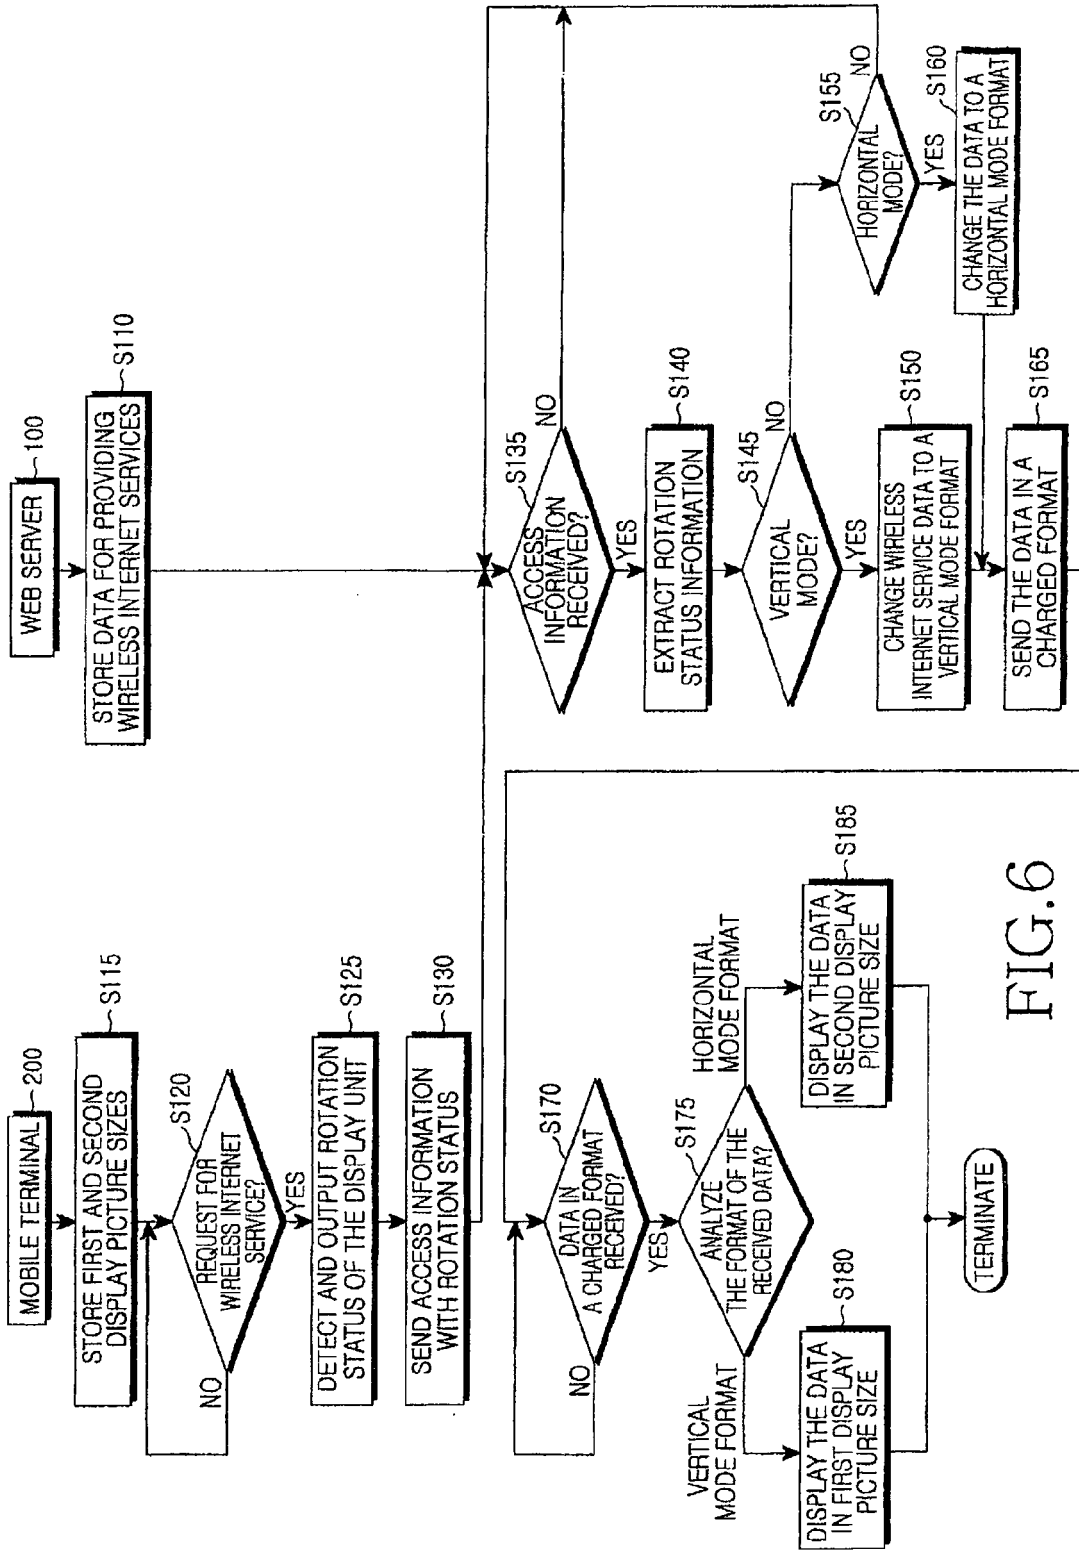 MOBILE TERMINAL
200
STORE FIRST AND SECOND
DISPLAY PICTURE SIZES
S115
REQUEST FOR
WIRELESS INTERNET
SERVICE?
S120
NO
YES
DETECT AND OUTPUT ROTATION
STATUS OF THE DISPLAY UNIT
S125
SEND ACCESS INFORMATION
WITH ROTATION STATUS
S130
WEB SERVER
100
STORE DATA FOR PROVIDING
WIRELESS INTERNET SERVICES
S110
ACCESS
INFORMATION
RECEIVED?
S135
NO
YES
EXTRACT ROTATION
STATUS INFORMATION
S140
VERTICAL
MODE?
S145
NO
YES
HORIZONTAL
MODE?
S155
NO
YES
CHANGE WIRELESS
INTERNET SERVICE DATA TO A
VERTICAL MODE FORMAT
S150
CHANGE THE DATA TO A
HORIZONTAL MODE FORMAT
S160
SEND THE DATA IN A
CHARGED FORMAT
S165
DATA IN
A CHARGED FORMAT
RECEIVED?
S170
NO
YES
ANALYZE
THE FORMAT OF THE
RECEIVED DATA?
S175
VERTICAL
MODE FORMAT
HORIZONTAL
MODE FORMAT
DISPLAY THE DATA
IN FIRST DISPLAY
PICTURE SIZE
S180
DISPLAY THE DATA
IN SECOND DISPLAY
PICTURE SIZE
S185
TERMINATE
FIG.6